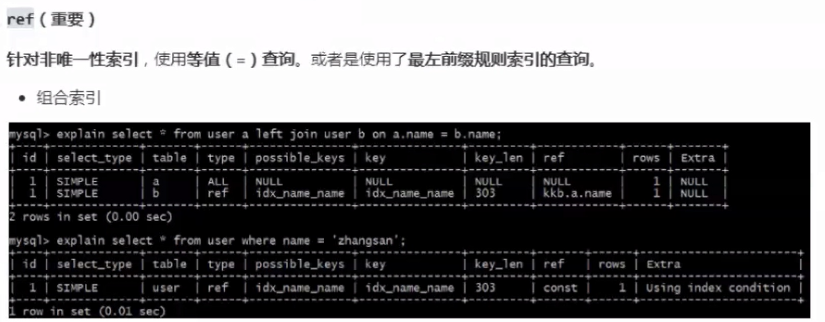 ref（重要）
针对非唯一性索引，使用等值（=）查询。或者是使用了最左前缀规则索引的查询。
• 组合索引
mysql> explain select * from user a left join user b on a.name = b.name;
| id | select_type | table | type | possible_keys | key | key_len | ref | rows | Extra |
| 1 | SIMPLE | a | ALL | NULL | NULL | NULL | NULL | 1 | NULL |
| 1 | SIMPLE | b | ref | idx_name_name | idx_name_name | 303 | kkb.a.name | 1 | NULL |
2 rows in set (0.00 sec)
mysql> explain select * from user where name = 'zhangsan';
| id | select_type | table | type | possible_keys | key | key_len | ref | rows | Extra |
| 1 | SIMPLE | user | ref | idx_name_name | idx_name_name | 303 | const | 1 | Using index condition |
1 row in set (0.01 sec)